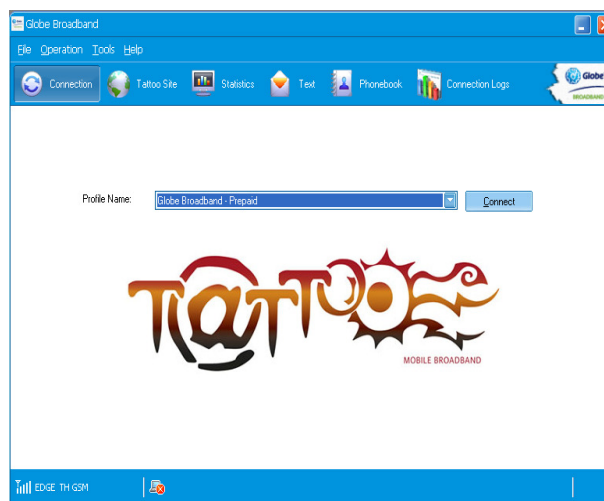 Globe Broadband
File Operation Tools Help
Connection Tattoo Site Statistics Text Phonebook Connection Logs
Globe
BROADBAND
Profile Name: Globe Broadband - Prepaid Connect
T@TTOO
MOBILE BROADBAND
EDGE TH GSM